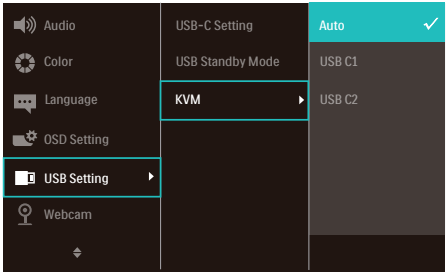 Audio
Color
Language
OSD Setting
USB Setting
Webcam
USB-C Setting
USB Standby Mode
KVM
Auto
USB C1
USB C2